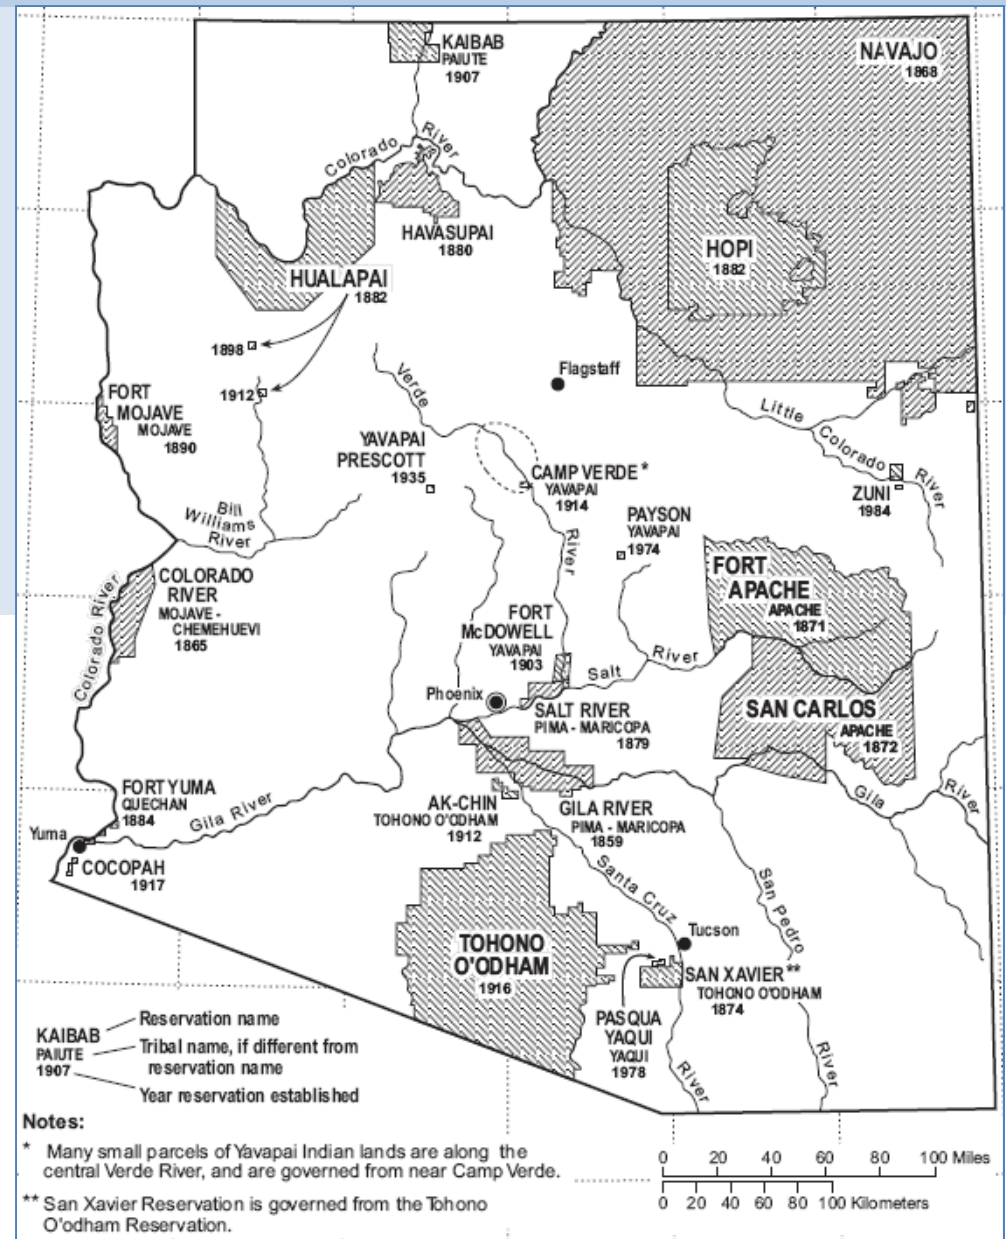 KAIBAB
PAIUTE
1907
NAVAJO
1868
Colorado River
HAVASUPAI
1880
HOPI
1882
HUALAPAI
1882
1898
1912
Flagstaff
Verde
River
FORT
MOJAVE
MOJAVE
1890
Little
Colorado
River
YAVAPAI
PRESCOTT
1935
CAMP VERDE *
YAVAPAI
1914
ZUNI
1984
Bill
Williams
River
PAYSON
YAVAPAI
1974
FORT
APACHE
APACHE
1871
COLORADO
RIVER
MOJAVE -
CHEMEHUEVI
1865
Colorado River
FORT
McDOWELL
YAVAPAI
1903
Salt River
Phoenix
SALT RIVER
PIMA - MARICOPA
1879
SAN CARLOS
APACHE
1872
FORT YUMA
QUECHAN
1884
Gila River
AK-CHIN
TOHONO O'ODHAM
1912
GILA RIVER
PIMA - MARICOPA
1859
Gila River
Yuma
COCOPAH
1917
Santa Cruz
River
San Pedro
River
TOHONO
O'ODHAM
1916
Tucson
SAN XAVIER **
TOHONO O'ODHAM
1874
PASQUA
YAQUI
YAQUI
1978
KAIBAB
PAIUTE
1907
Reservation name
Tribal name, if different from
reservation name
Year reservation established
Notes:
* Many small parcels of Yavapai Indian lands are along the
central Verde River, and are governed from near Camp Verde.
** San Xavier Reservation is governed from the Tohono
O'odham Reservation.
0 20 40 60 80 100 Miles
0 20 40 60 80 100 Kilometers